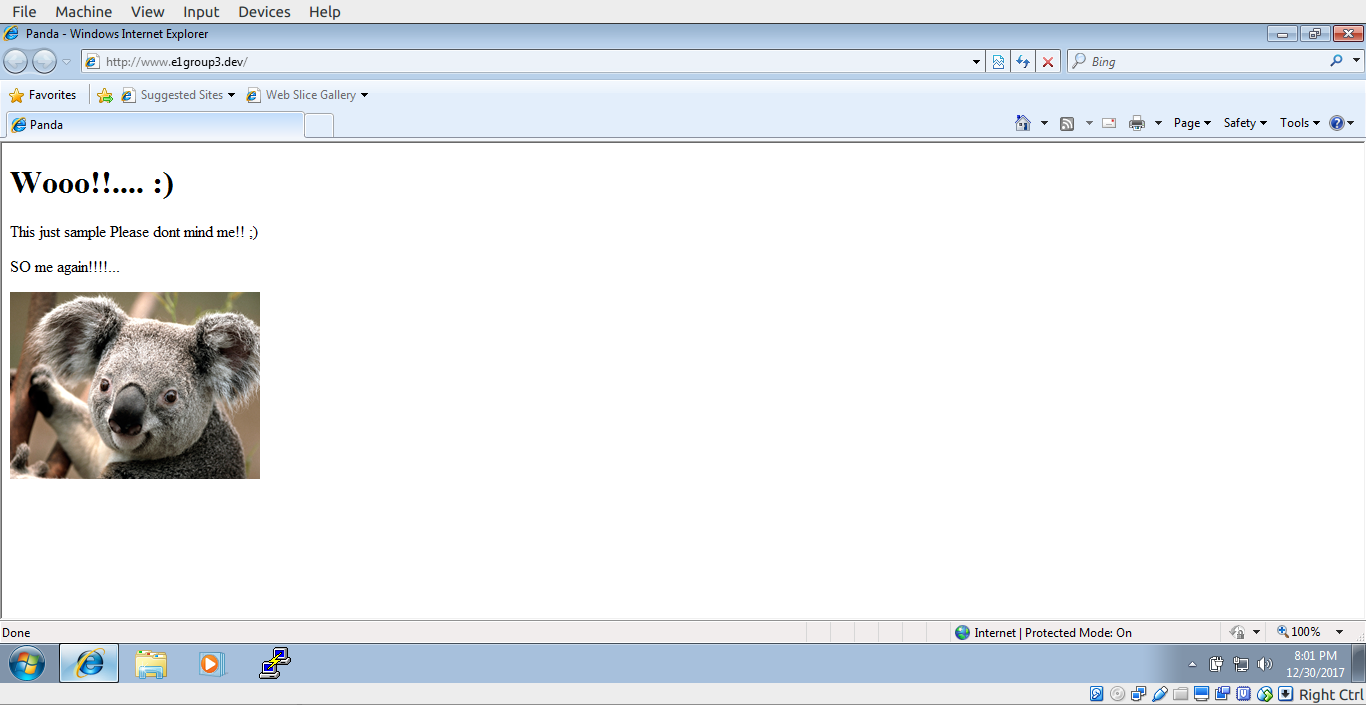 File Machine View Input Devices Help
Panda - Windows Internet Explorer
http://www.e1group3.dev/
Bing
Favorites Suggested Sites Web Slice Gallery
Panda
Page Safety Tools
Wooo!!.... :)
This just sample Please dont mind me!! ;)
SO me again!!!!...
Done
Internet | Protected Mode: On
100%
8:01 PM
12/30/2017
Right Ctrl